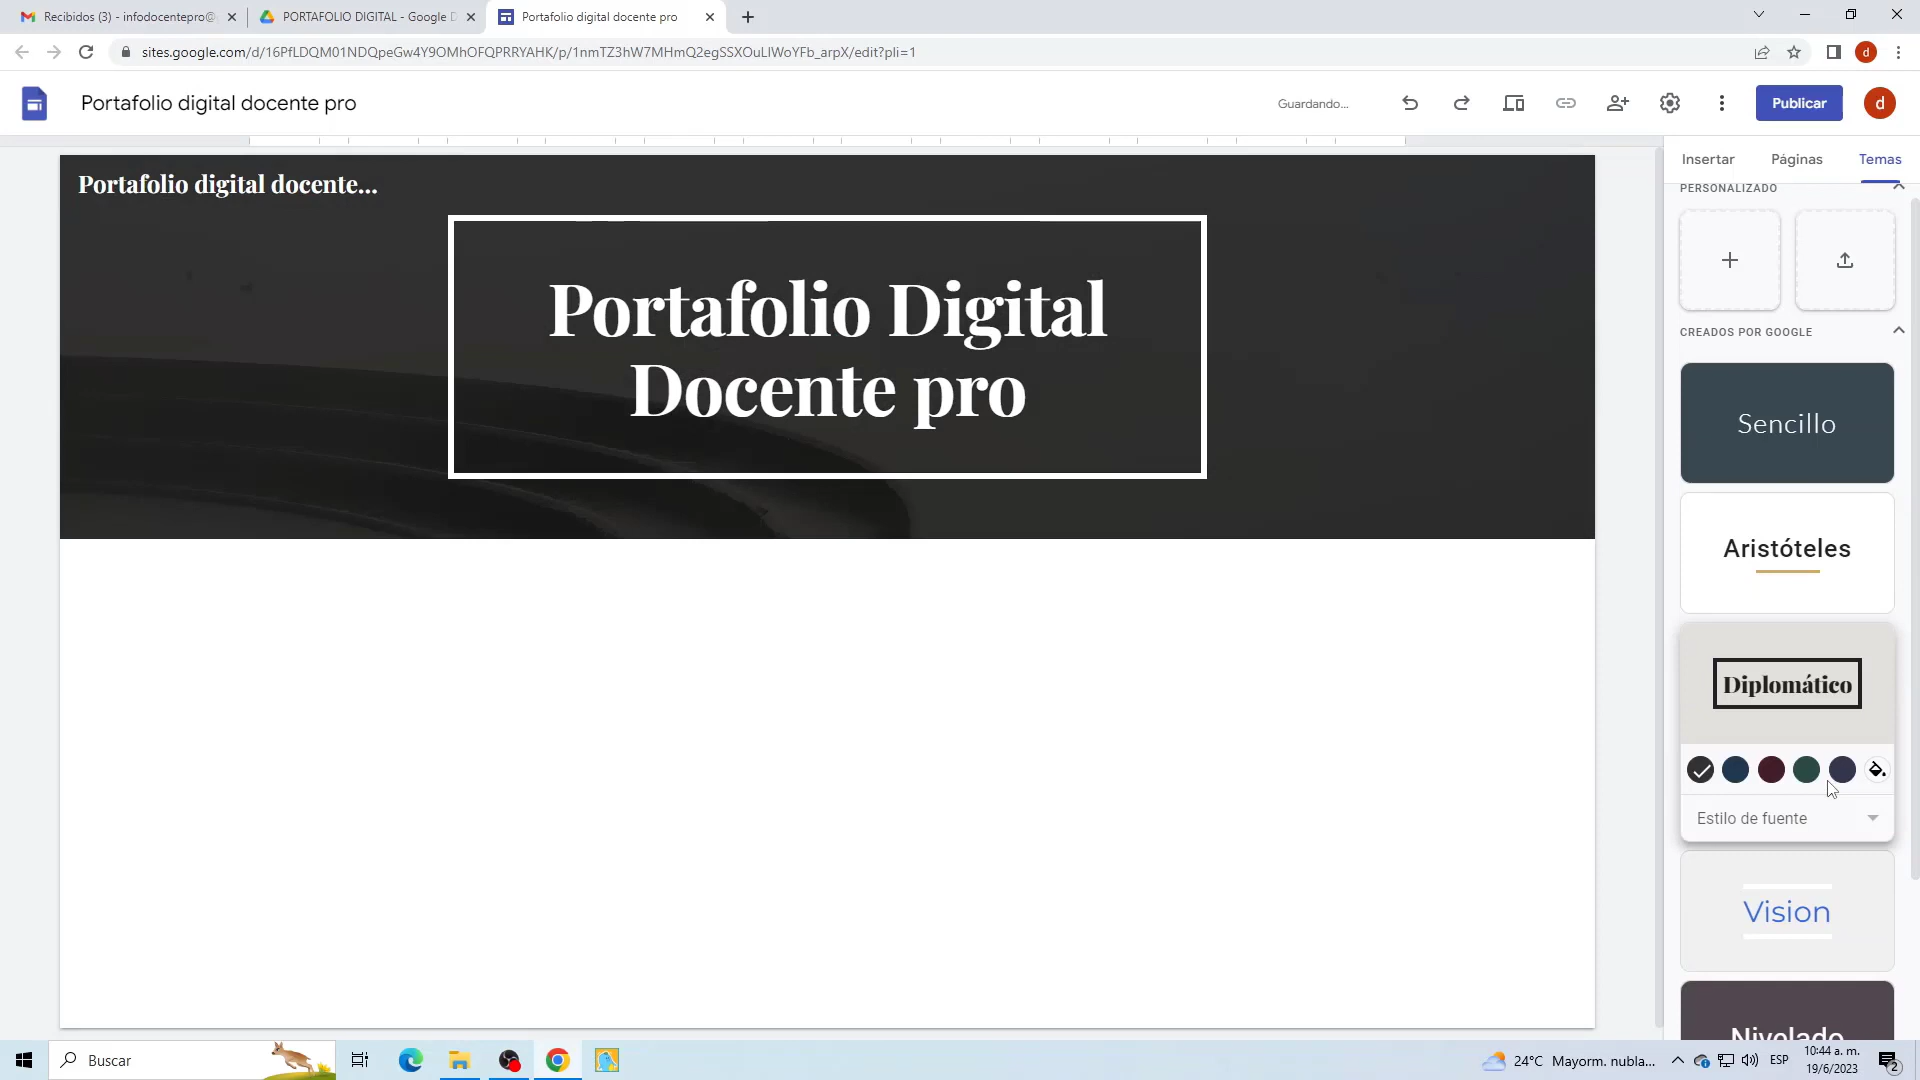 Recibidos (3) - infodocentepro@
PORTAFOLIO DIGITAL - Google D
Portafolio digital docente pro
sites.google.com/d/16PfLDQM01NDQpeGw4Y9OMhOFQPRRYAHK/p/1nmTZ3hW7MHmQ2egSSXOuLlWoYFb_arpX/edit?pli=1
d
Portafolio digital docente pro
Guardando...
Publicar
d
Insertar
Páginas
Temas
Portafolio digital docente...
Portafolio Digital
Docente pro
PERSONALIZADO
CREADOS POR GOOGLE
Sencillo
Aristóteles
Diplomático
Estilo de fuente
Vision
Nivelado
Buscar
24°C Mayorm. nubla...
ESP
10:44 a. m.
19/6/2023
2